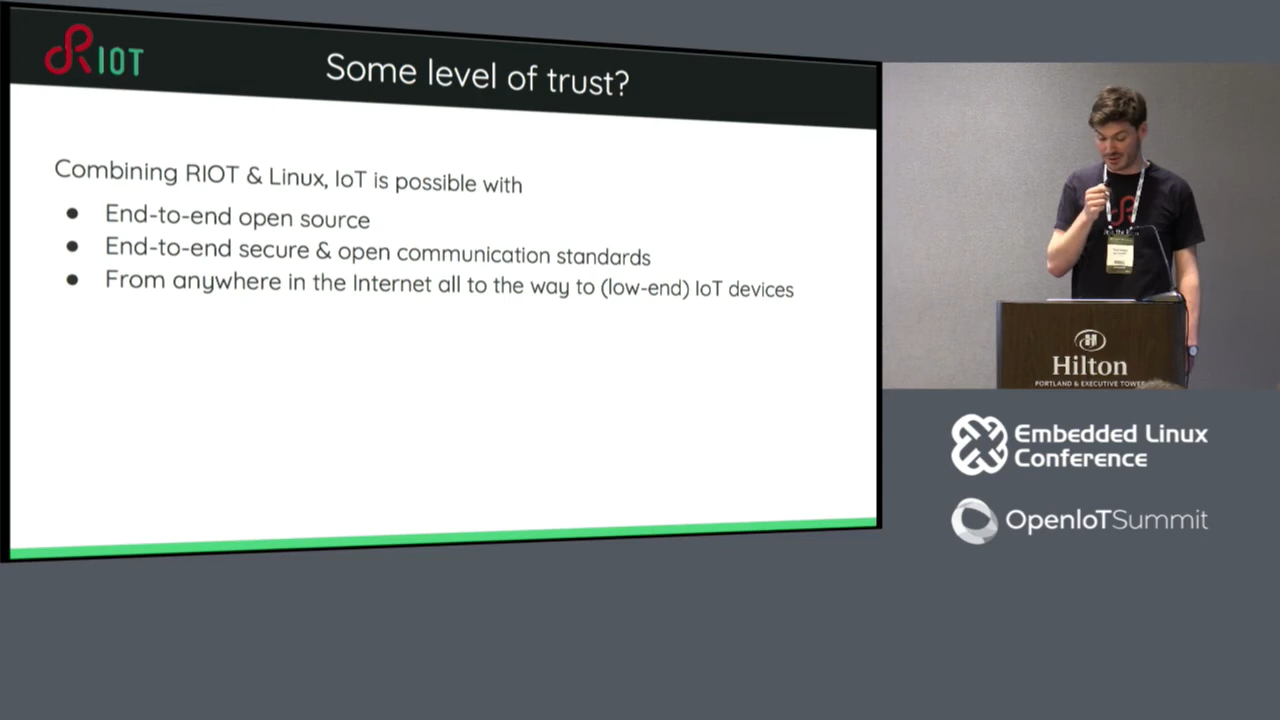 RIOT
Some level of trust?
Combining RIOT & Linux, IoT is possible with
● End-to-end open source
● End-to-end secure & open communication standards
● From anywhere in the Internet all to the way to (low-end) IoT devices
Hilton
PORTLAND & EXECUTIVE TOWER
Embedded Linux
Conference
OpenIoTSummit